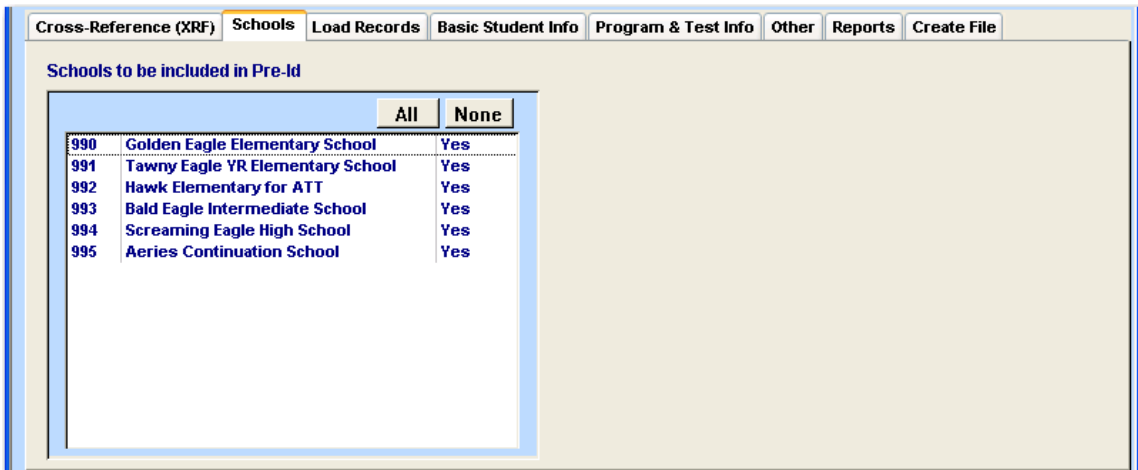 Cross-Reference (XRF) Schools Load Records Basic Student Info Program & Test Info Other Reports Create File
Schools to be included in Pre-Id
All None
990 Golden Eagle Elementary School Yes
991 Tawny Eagle YR Elementary School Yes
992 Hawk Elementary for ATT Yes
993 Bald Eagle Intermediate School Yes
994 Screaming Eagle High School Yes
995 Aeries Continuation School Yes